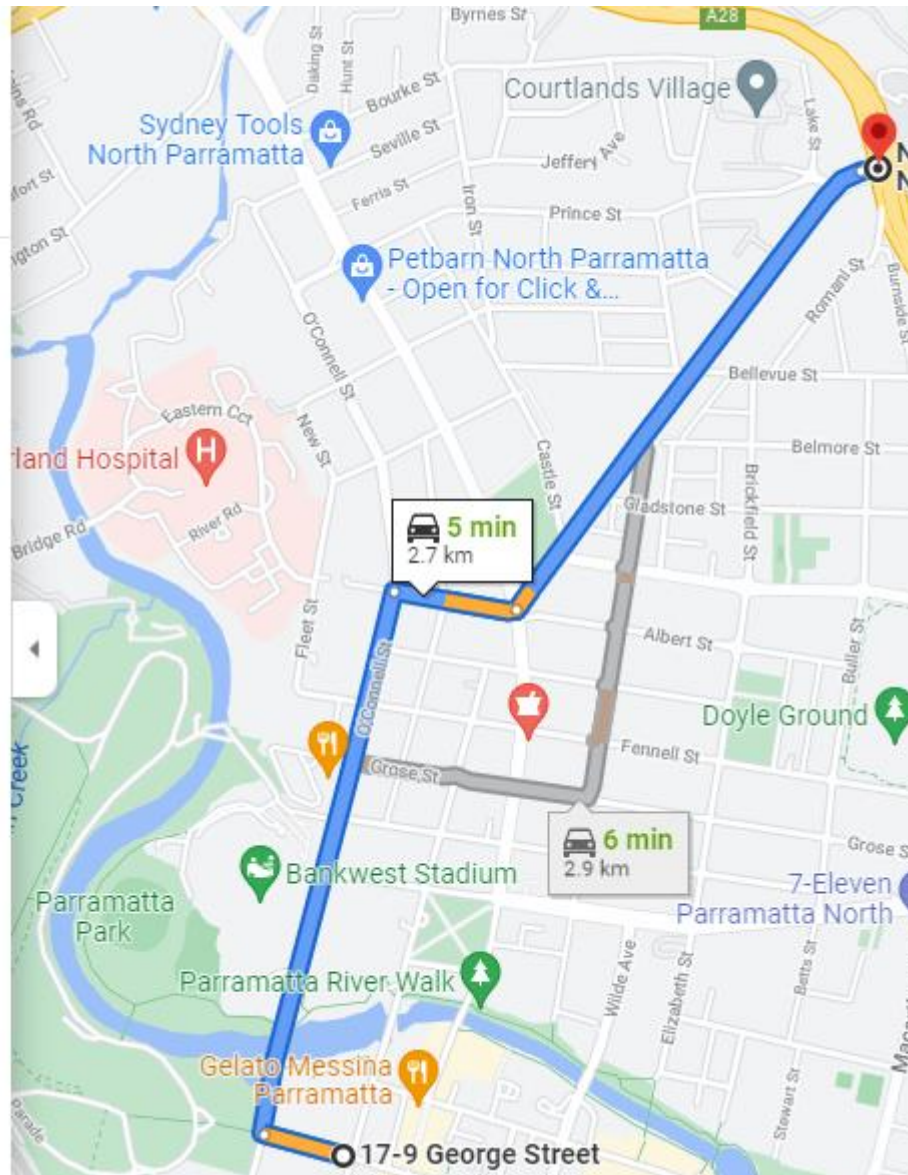 Byrnes St
A28
Daking St
Hunt St
Courtlands Village
Bourke St
Lake St
Sydney Tools
North Parramatta
Seville St
Jeffery Ave
Ferris St
Iron St
Prince St
Petbarn North Parramatta
- Open for Click &...
Burnside St
Romani St
O'Connell St
Bellevue St
Eastern Cct
New St
Castle St
Belmore St
rland Hospital
H
Gladstone St
Brickfield St
River Rd
Bridge Rd
5 min
2.7 km
Fleet St
Albert St
Buller St
O'Connell St
Doyle Ground
Fennell St
Grose St
Creek
6 min
2.9 km
Grose S
Bankwest Stadium
7-Eleven
Parramatta North
Parramatta
Park
Parramatta River Walk
Wilde Ave
Elizabeth St
Betts St
Gelato Messina
Parramatta
Stewart St
Parade
17-9 George Street